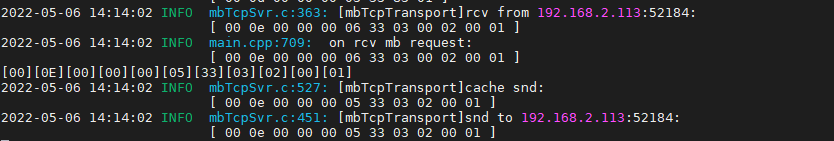 2022-05-06 14:14:02 INFO  mbTcpSvr.c:363: [mbTcpTransport]rcv from 192.168.2.113:52184:
[ 00 0e 00 00 00 06 33 03 00 02 00 01 ]
2022-05-06 14:14:02 INFO  main.cpp:709:  on rcv mb request:
[ 00 0e 00 00 00 06 33 03 00 02 00 01 ]
[00][0E][00][00][00][05][33][03][02][00][01]
2022-05-06 14:14:02 INFO  mbTcpSvr.c:527: [mbTcpTransport]cache snd:
[ 00 0e 00 00 00 05 33 03 02 00 01 ]
2022-05-06 14:14:02 INFO  mbTcpSvr.c:451: [mbTcpTransport]snd to 192.168.2.113:52184:
[ 00 0e 00 00 00 05 33 03 02 00 01 ]